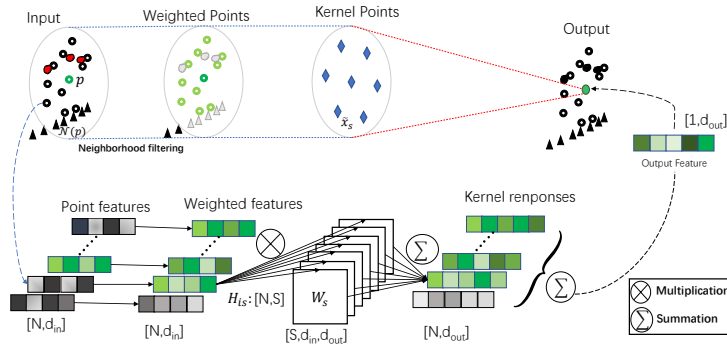 Input
Weighted Points
Kernel Points
Output
p
N(p)
x̃s
Neighborhood filtering
[1,dout]
Output Feature
Point features
Weighted features
Kernel renponses
His:[N,S]
Ws
[N,din]
[N,din]
[S,din,dout]
[N,dout]
Multiplication
Summation